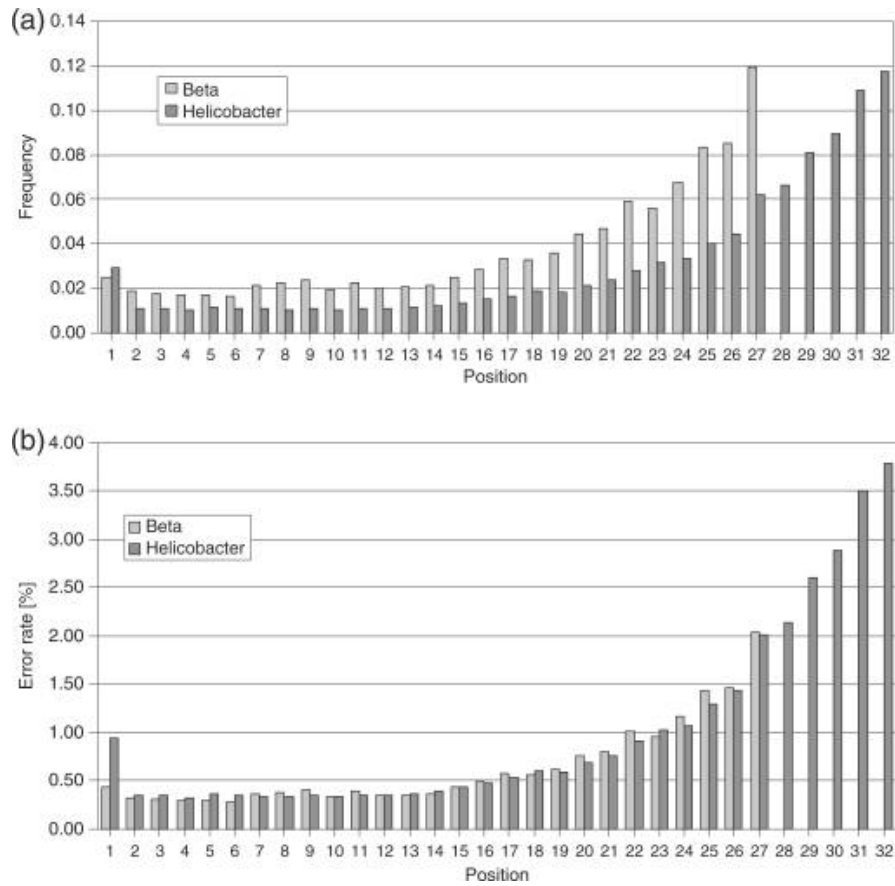 (a)
0.14
0.12
0.10
0.08
0.06
0.04
0.02
0.00
Frequency
Beta
Helicobacter
1 2 3 4 5 6 7 8 9 10 11 12 13 14 15 16 17 18 19 20 21 22 23 24 25 26 27 28 29 30 31 32
Position
(b)
4.00
3.50
3.00
2.50
2.00
1.50
1.00
0.50
0.00
Error rate [%]
Beta
Helicobacter
1 2 3 4 5 6 7 8 9 10 11 12 13 14 15 16 17 18 19 20 21 22 23 24 25 26 27 28 29 30 31 32
Position